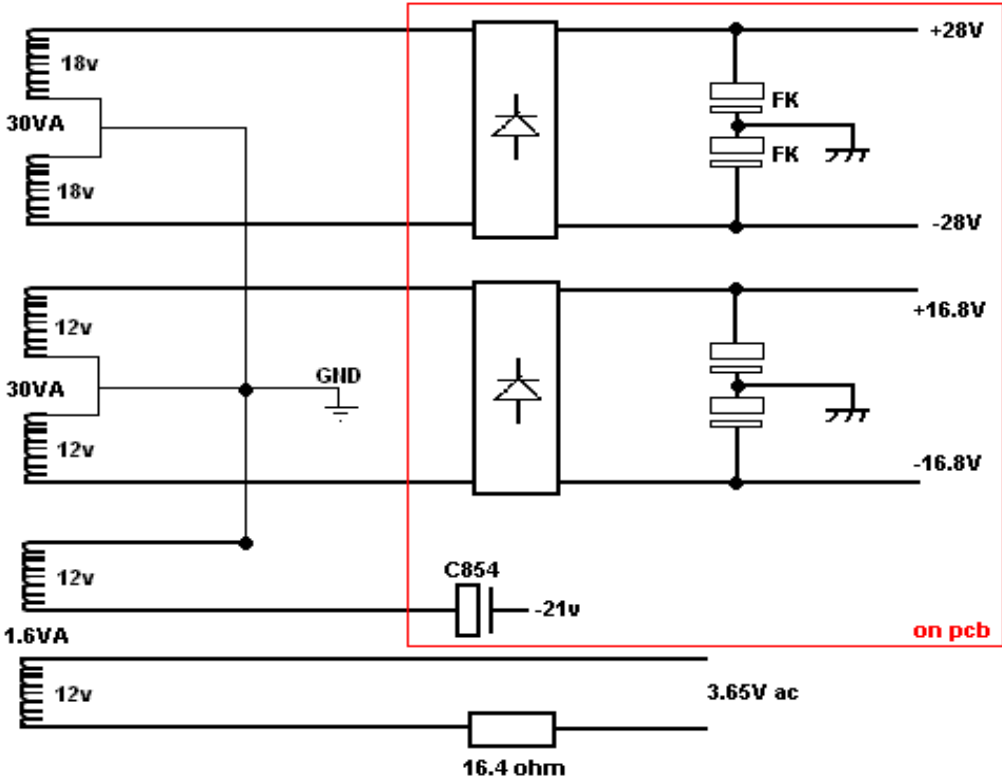 +28V
18v
FK
30VA
FK
18v
-28V
12v
+16.8V
GND
30VA
12v
-16.8V
C854
12v
-21v
1.6VA
on pcb
12v
3.65V ac
16.4 ohm